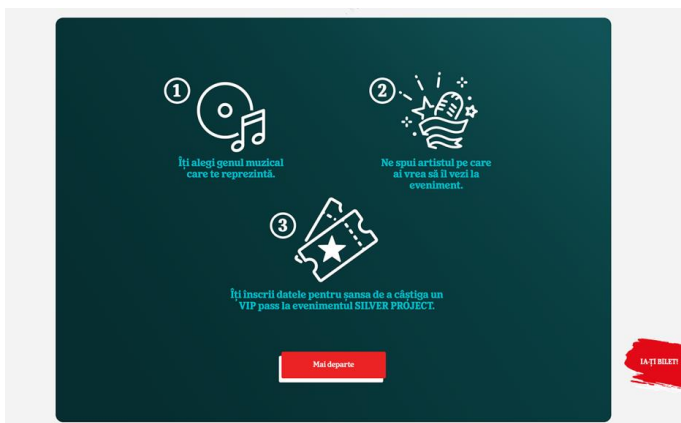 1
Îți alegi genul muzical
care te reprezintă.
2
Ne spui artistul pe care
ai vrea să îl vezi la
eveniment.
3
Îți înscrii datele pentru șansa de a câștiga un
VIP pass la evenimentul SILVER PROJECT.
Mai departe
IA-ȚI BILET!